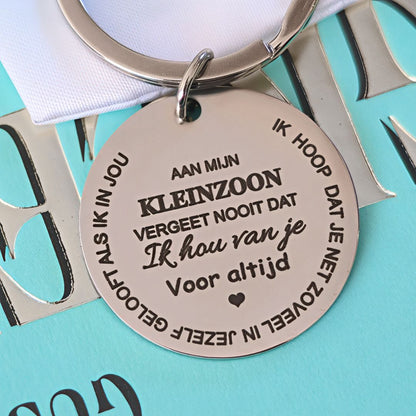 AAN MIJN
KLEINZOON
VERGEET NOOIT DAT
Ik hou van je
Voor altijd
IK HOOP DAT JE NET ZOVEEL IN JEZELF GELOOFT ALS IK IN JOU